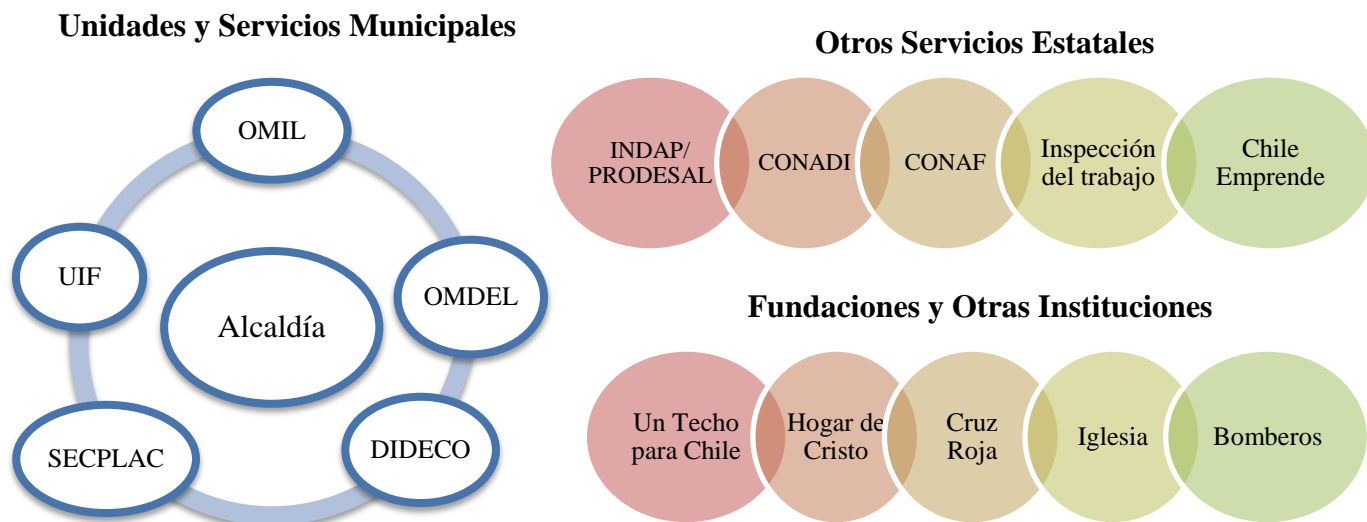 Unidades y Servicios Municipales
OMIL
UIF
OMDEL
Alcaldía
SECPLAC
DIDECO
Otros Servicios Estatales
INDAP/
PRODESAL
CONADI
CONAF
Inspección
del trabajo
Chile
Emprende
Fundaciones y Otras Instituciones
Un Techo
para Chile
Hogar de
Cristo
Cruz
Roja
Iglesia
Bomberos